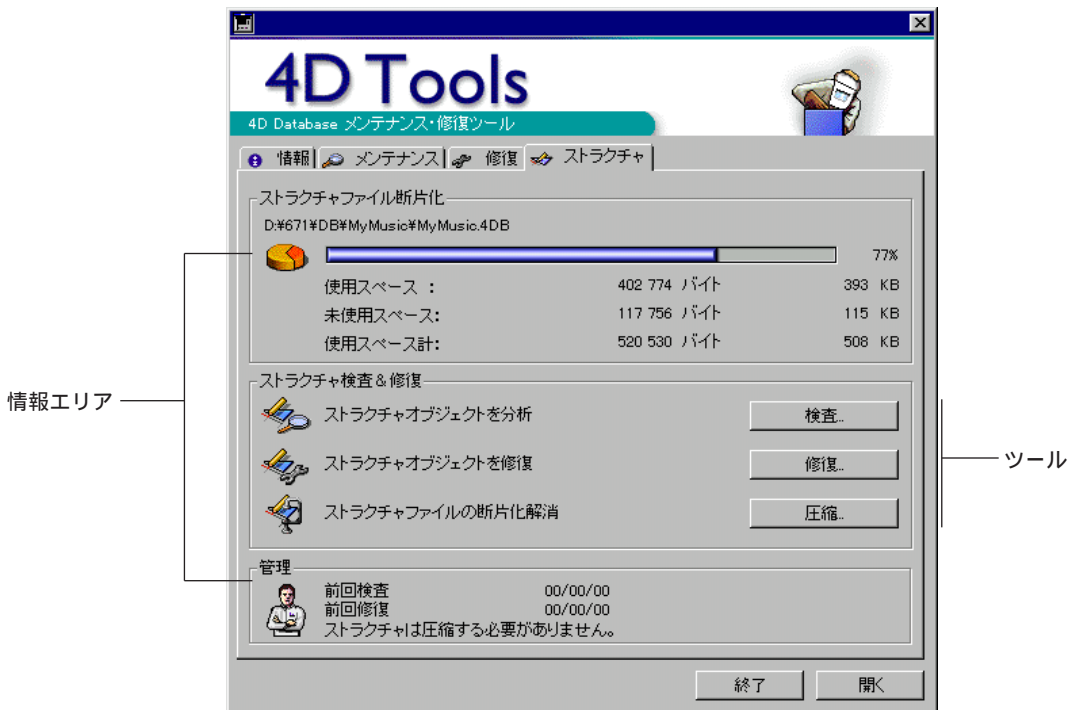 4D Tools
4D Database メンテナンス・修復ツール
情報 メンテナンス 修復 ストラクチャ
ストラクチャファイル断片化
D:¥671¥DB¥MyMusic¥MyMusic.4DB
77%
使用スペース : 402 774 バイト 393 KB
未使用スペース: 117 756 バイト 115 KB
使用スペース計: 520 530 バイト 508 KB
ストラクチャ検査&修復
情報エリア
ストラクチャオブジェクトを分析 検査...
ストラクチャオブジェクトを修復 修復...
ツール
ストラクチャファイルの断片化解消 圧縮...
管理
前回検査 00/00/00
前回修復 00/00/00
ストラクチャは圧縮する必要がありません。
終了 開く